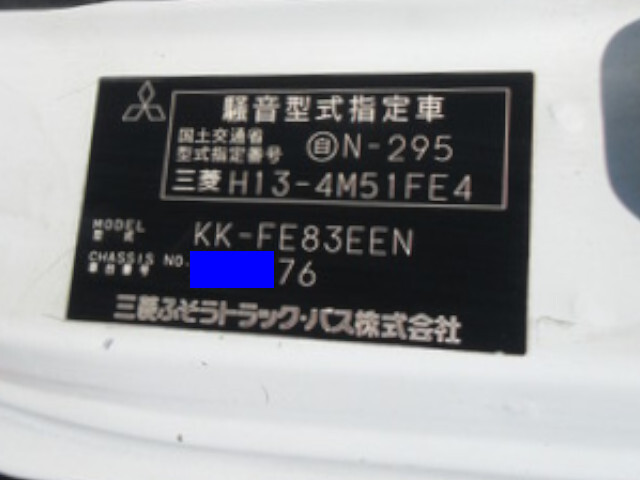 騒音型式指定車
国土交通省
型式指定番号 自N-295
三菱 H13-4M51FE4
MODEL
型式 KK-FE83EEN
CHASSIS NO.
車台番号 76
三菱ふそうトラック・バス株式会社